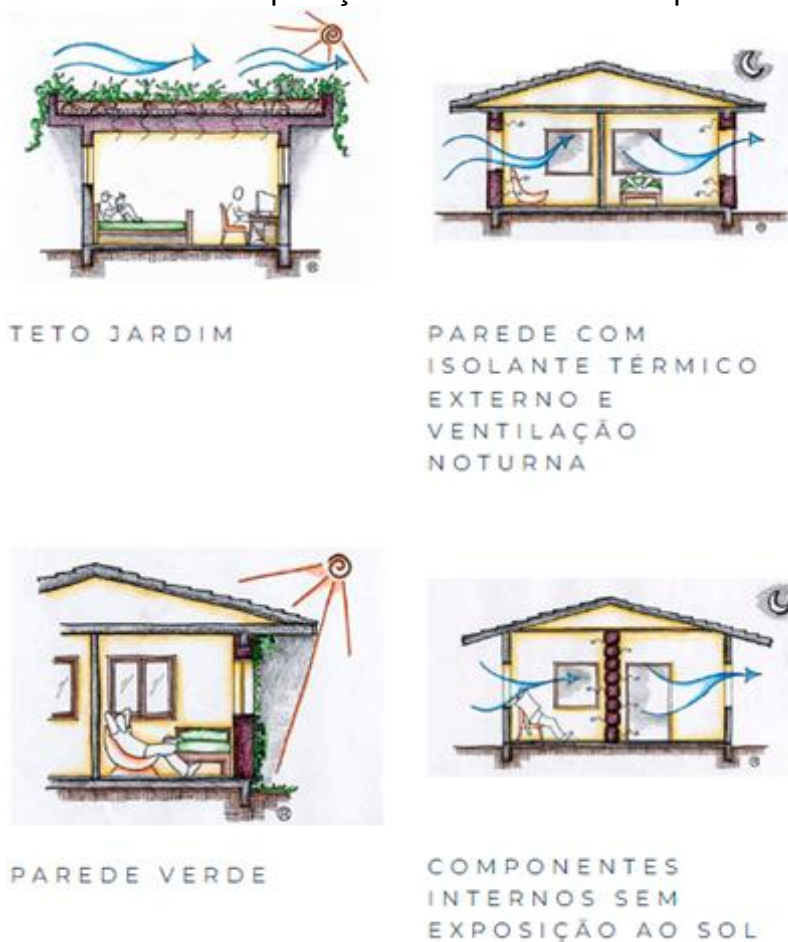 TETO JARDIM
PAREDE COM
ISOLANTE TÉRMICO
EXTERNO E
VENTILAÇÃO
NOTURNA
PAREDE VERDE
COMPONENTES
INTERNOS SEM
EXPOSIÇÃO AO SOL